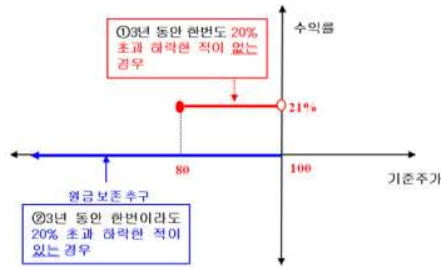 ①3년 동안 한번도 20%
초과 하락한 적이 없는
경우
수익률
21%
80
100
기준주가
원금 보존 추구
②3년 동안 한번이라도
20% 초과 하락한 적이
있는 경우